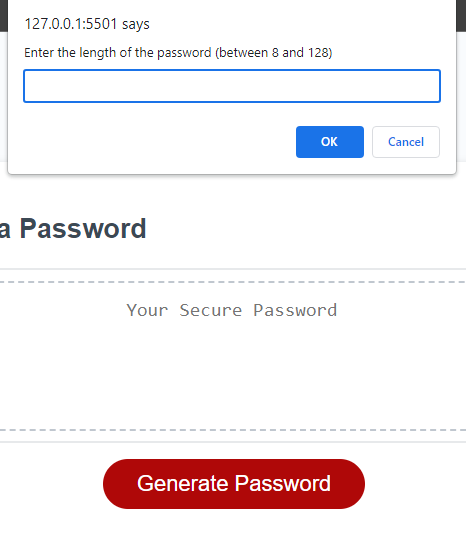 127.0.0.1:5501 says
Enter the length of the password (between 8 and 128)
OK
Cancel
a Password
Your Secure Password
Generate Password